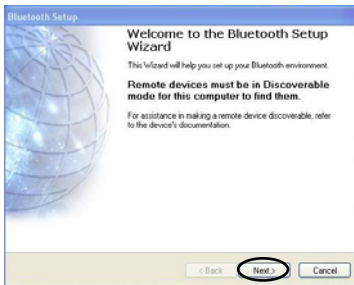 Bluetooth Setup
Welcome to the Bluetooth Setup
Wizard
This Wizard will help you set up your Bluetooth environment.
Remote devices must be in Discoverable
mode for this computer to find them.
For assistance in making a remote device discoverable, refer
to the device's documentation.
< Back Next > Cancel